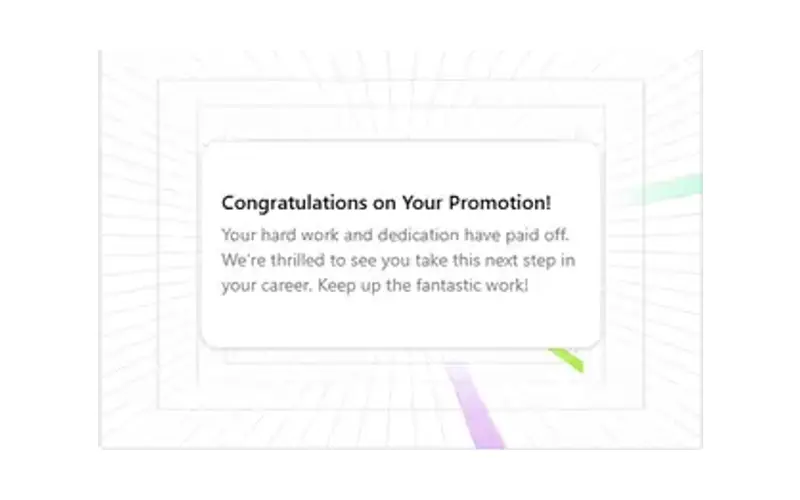 Congratulations on Your Promotion!
Your hard work and dedication have paid off.
We're thrilled to see you take this next step in
your career. Keep up the fantastic work!